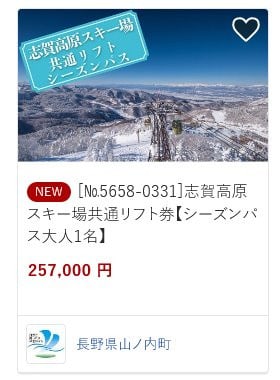 志賀高原スキー場
共通リフト
シーズンパス
NEW [№5658-0331]志賀高原
スキー場共通リフト券【シーズンパ
ス大人1名】
257,000 円
長野県山ノ内町